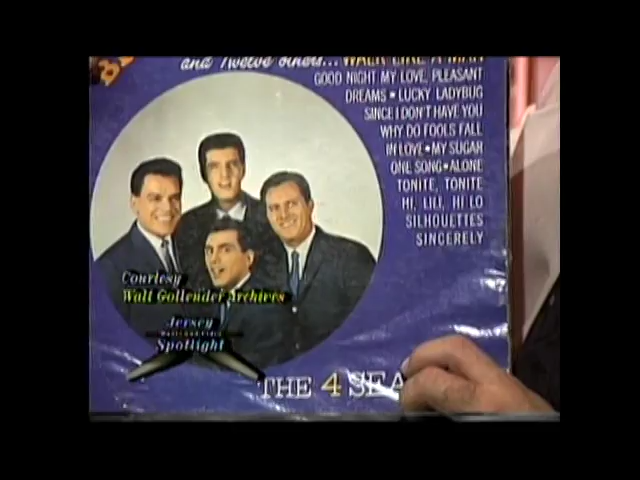 and Twelve others... WALK LIKE A MAN
GOOD NIGHT MY LOVE, PLEASANT
DREAMS • LUCKY LADYBUG
SINCE I DON'T HAVE YOU
WHY DO FOOLS FALL
IN LOVE • MY SUGAR
ONE SONG • ALONE
TONITE, TONITE
HI, LILI, HI LO
SILHOUETTES
SINCERELY
Courtesy
Walt Gollender Archives
Jersey
Spotlight
THE 4 SEA